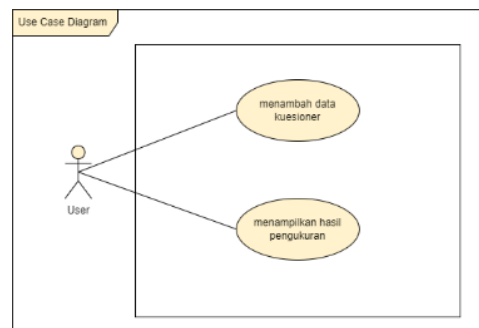 Use Case Diagram
menambah data
kuesioner
User
menampilkan hasil
pengukuran